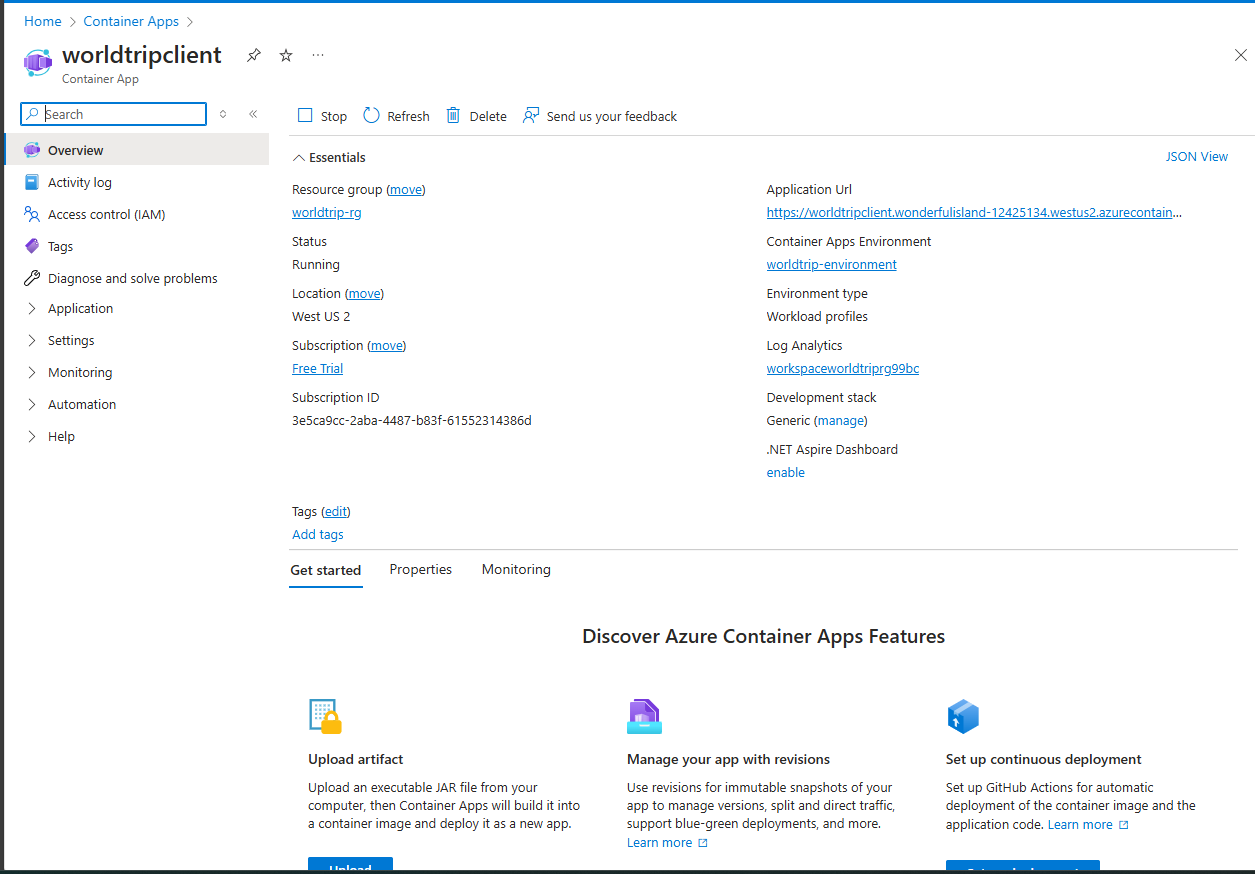 Home > Container Apps >
worldtripclient
Container App
Search
Stop Refresh Delete Send us your feedback
Overview
Activity log
Access control (IAM)
Tags
Diagnose and solve problems
Application
Settings
Monitoring
Automation
Help
Essentials
JSON View
Resource group (move)
worldtrip-rg
Status
Running
Location (move)
West US 2
Subscription (move)
Free Trial
Subscription ID
3e5ca9cc-2aba-4487-b83f-61552314386d
Application Url
https://worldtripclient.wonderfulisland-12425134.westus2.azurecontain...
Container Apps Environment
worldtrip-environment
Environment type
Workload profiles
Log Analytics
workspaceworldtriprg99bc
Development stack
Generic (manage)
.NET Aspire Dashboard
enable
Tags (edit)
Add tags
Get started Properties Monitoring
Discover Azure Container Apps Features
Upload artifact
Upload an executable JAR file from your
computer, then Container Apps will build it into
a container image and deploy it as a new app.
Upload
Manage your app with revisions
Use revisions for immutable snapshots of your
app to manage versions, split and direct traffic,
support blue-green deployments, and more.
Learn more
Set up continuous deployment
Set up GitHub Actions for automatic
deployment of the container image and the
application code. Learn more